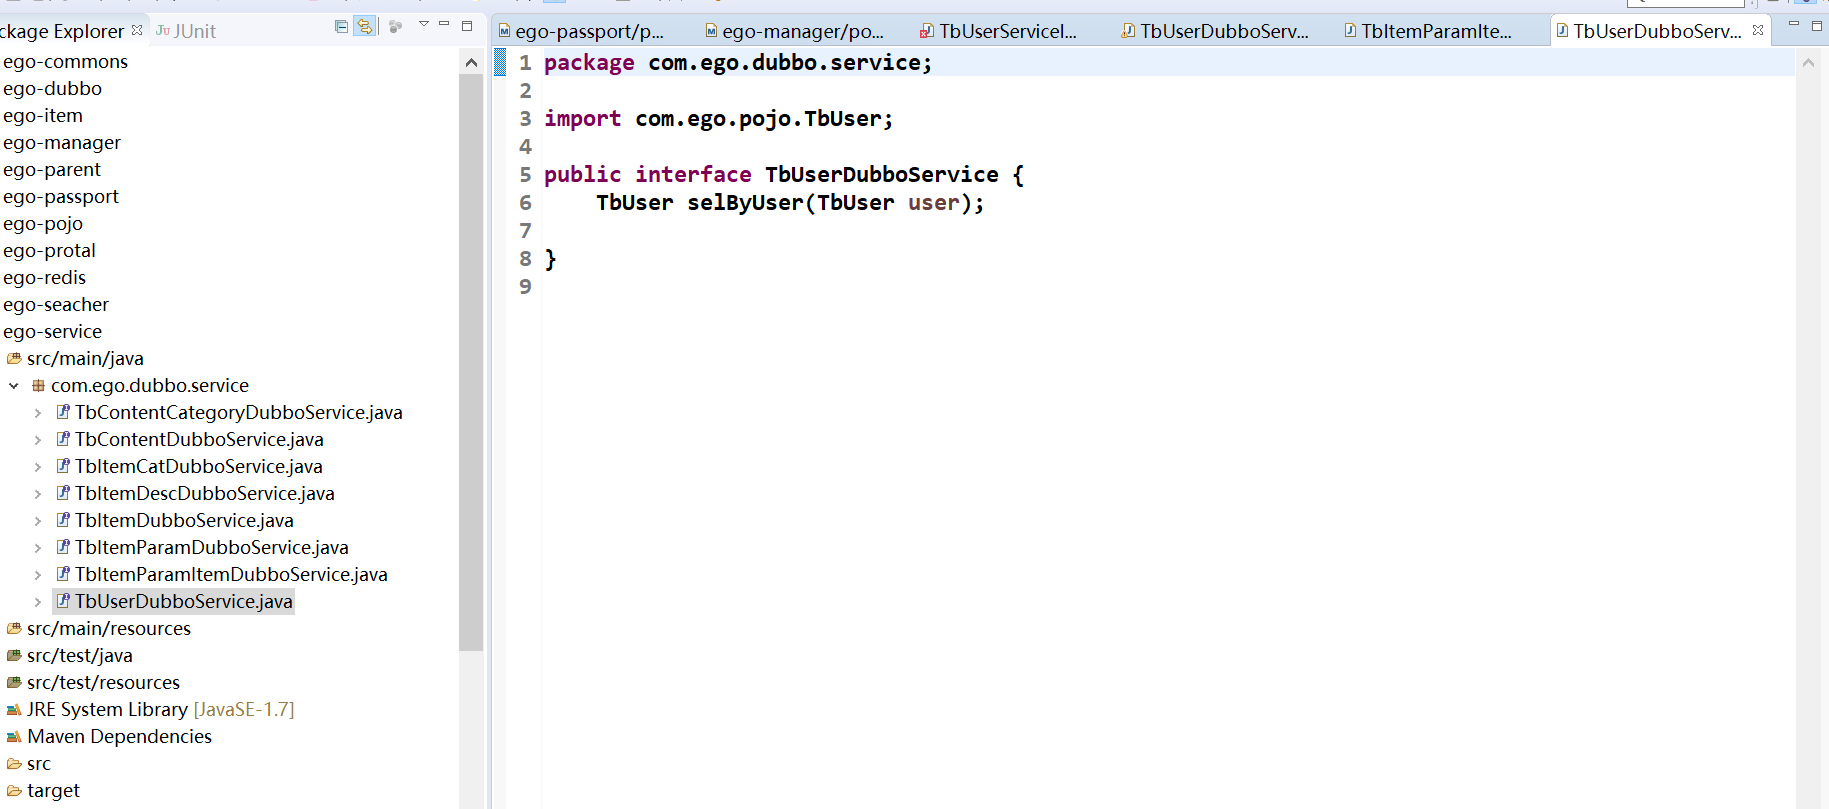 ckage Explorer
JUnit
ego-commons
ego-dubbo
ego-item
ego-manager
ego-parent
ego-passport
ego-pojo
ego-protal
ego-redis
ego-seacher
ego-service
src/main/java
com.ego.dubbo.service
TbContentCategoryDubboService.java
TbContentDubboService.java
TbItemCatDubboService.java
TbItemDescDubboService.java
TbItemDubboService.java
TbItemParamDubboService.java
TbItemParamItemDubboService.java
TbUserDubboService.java
src/main/resources
src/test/java
src/test/resources
JRE System Library [JavaSE-1.7]
Maven Dependencies
src
target
ego-passport/p...
ego-manager/po...
TbUserServiceI...
TbUserDubboServ...
TbItemParamIte...
TbUserDubboServ...
1 package com.ego.dubbo.service;
2
3 import com.ego.pojo.TbUser;
4
5 public interface TbUserDubboService {
6     TbUser selByUser(TbUser user);
7
8 }
9